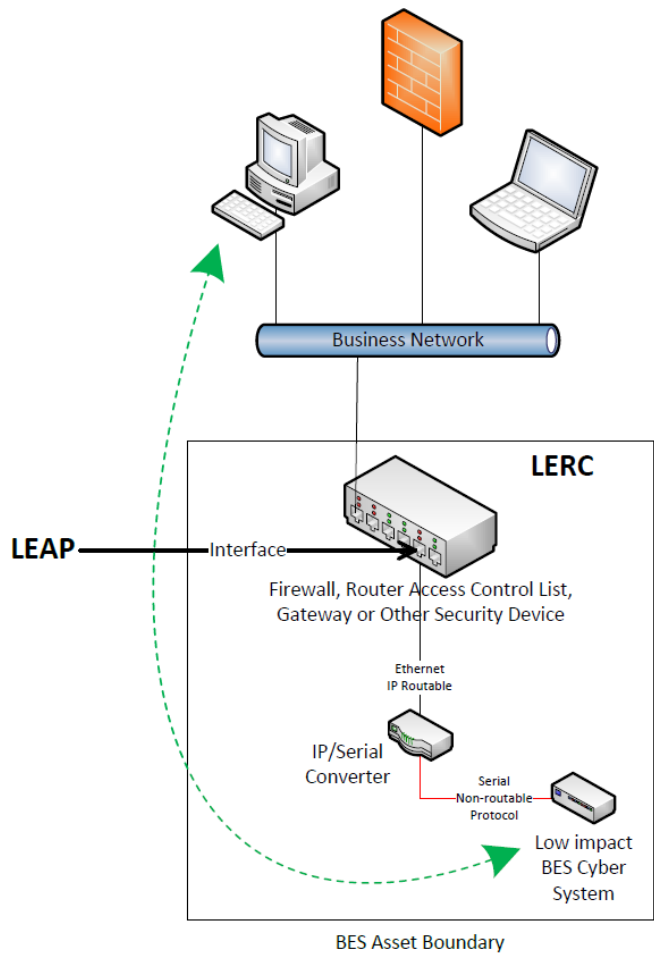 Business Network
LERC
LEAP
Interface
Firewall, Router Access Control List,
Gateway or Other Security Device
Ethernet
IP Routable
IP/Serial
Converter
Serial
Non-routable
Protocol
Low impact
BES Cyber
System
BES Asset Boundary